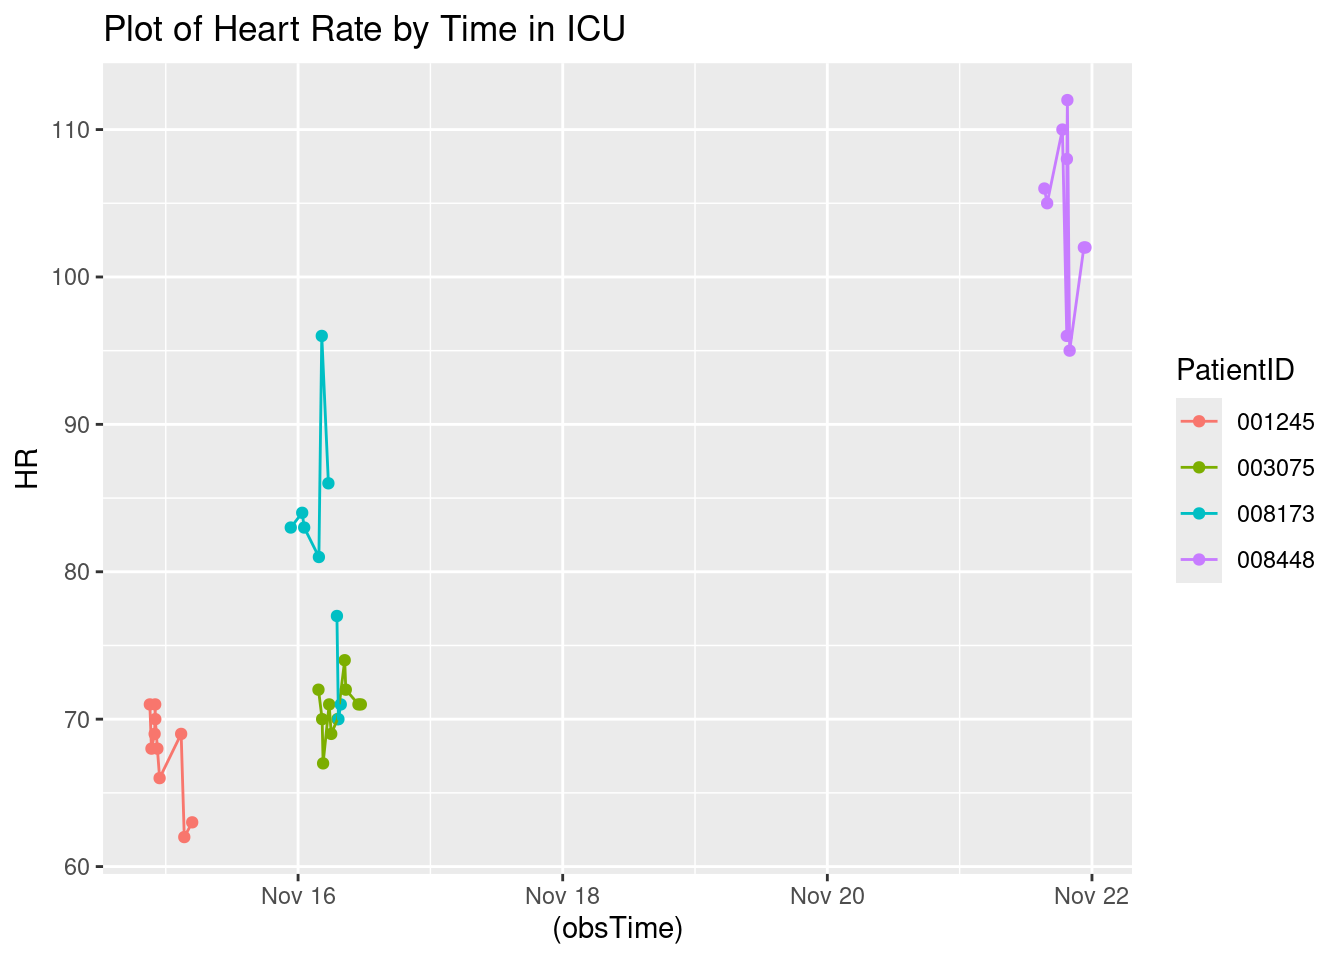 Plot of Heart Rate by Time in ICU
110
100
90
80
70
60
HR
Nov 16
Nov 18
Nov 20
Nov 22
(obsTime)
PatientID
001245
003075
008173
008448